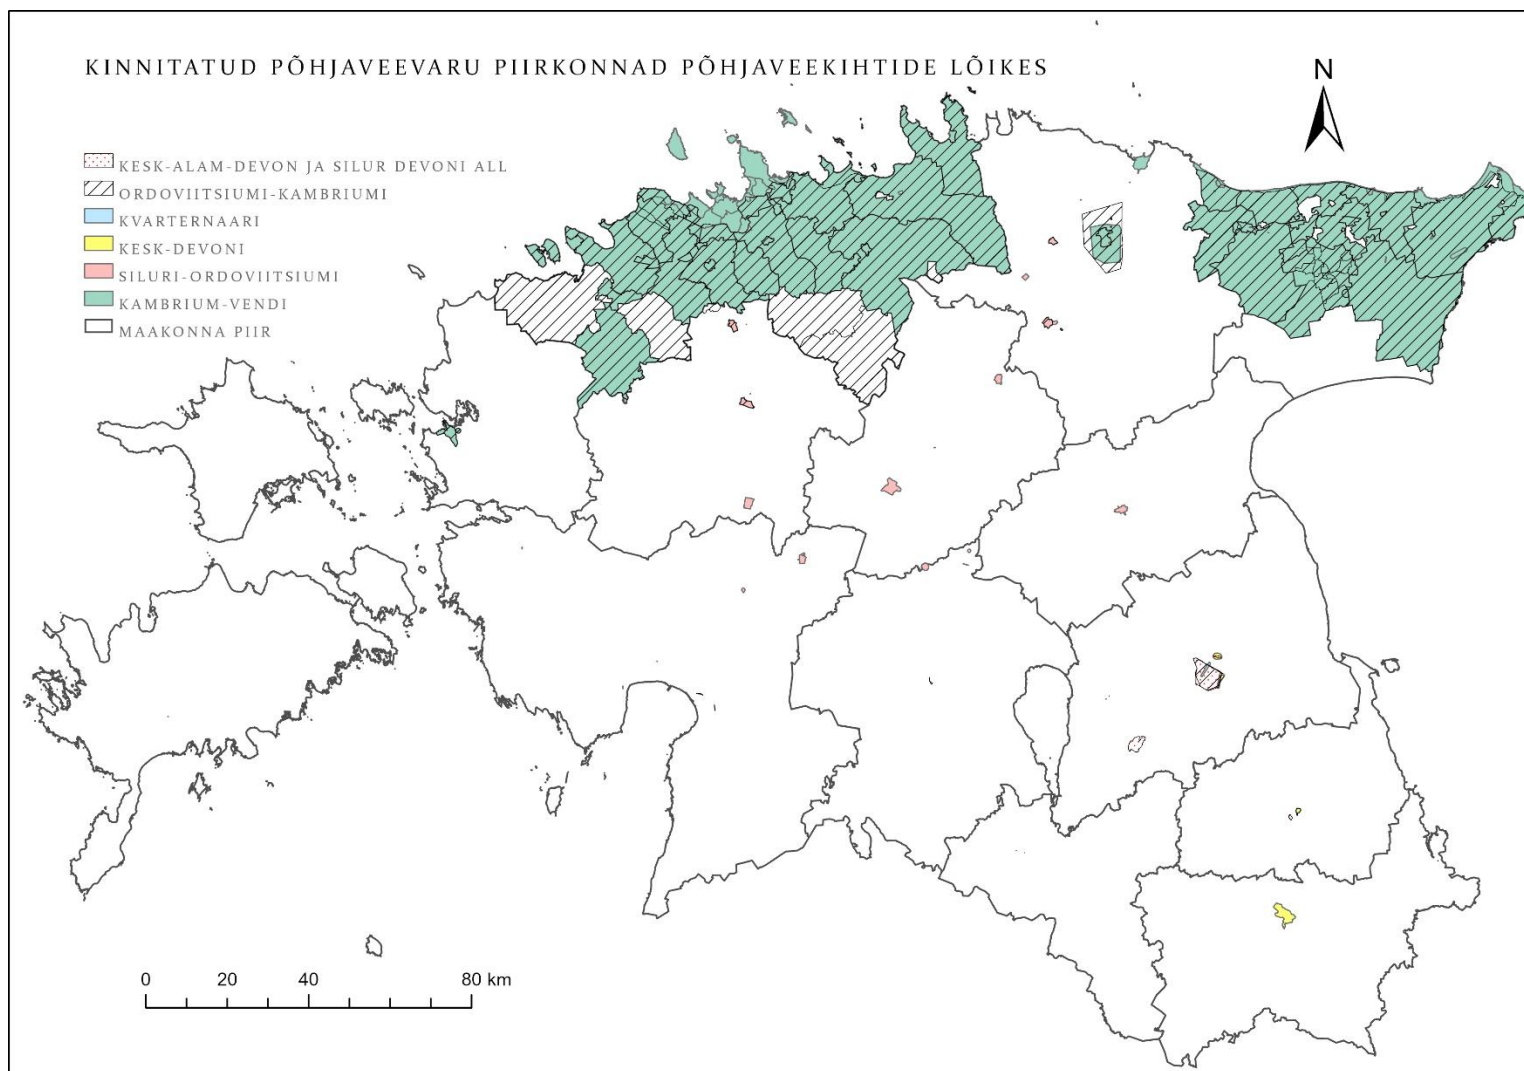 KINNITATUD PÕHJAVEEVARU PIIRKONNAD PÕHJAVEEKIHTIDE LÕIKES
N
KESK-ALAM-DEVON JA SILUR DEVONI ALL
ORDOVIITSIUMI-KAMBRIUMI
KVARTERNAARI
KESK-DEVONI
SILURI-ORDOVIITSIUMI
KAMBRIUM-VENDI
MAAKONNA PIIR
0 20 40 80 km